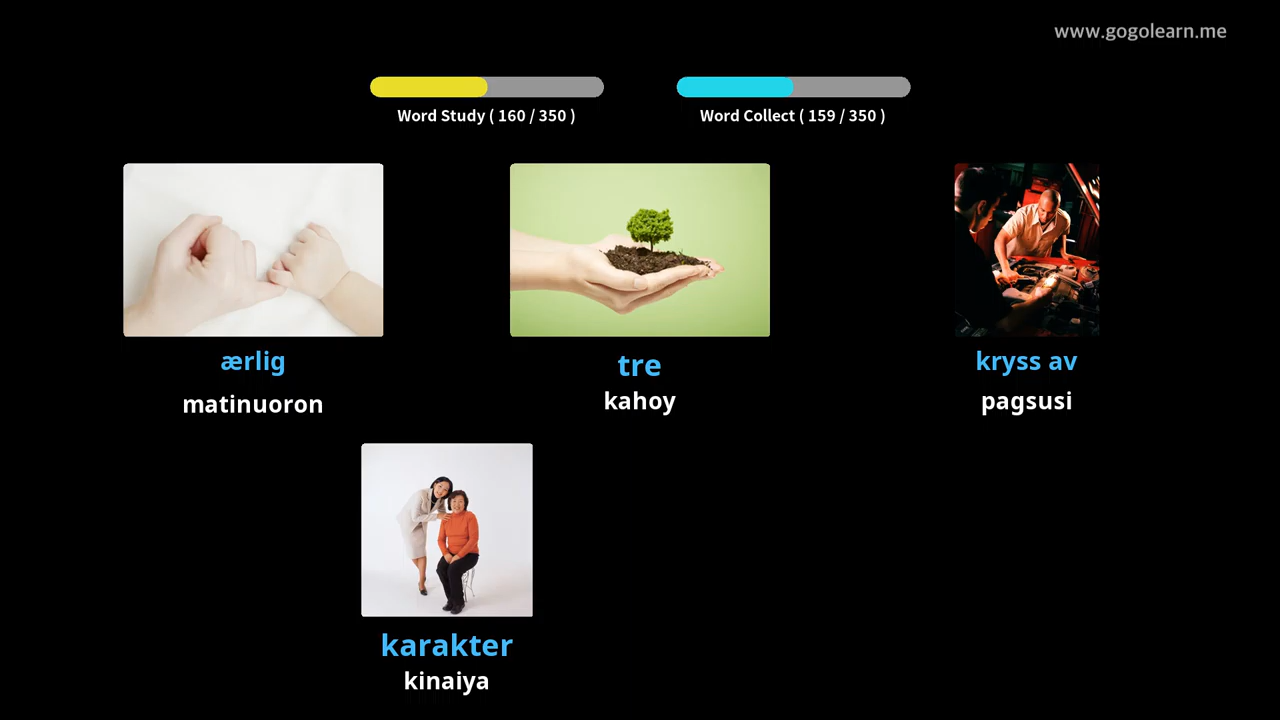 www.gogolearn.me
Word Study ( 160 / 350 )
Word Collect ( 159 / 350 )
ærlig
matinuoron
tre
kahoy
kryss av
pagsusi
karakter
kinaiya